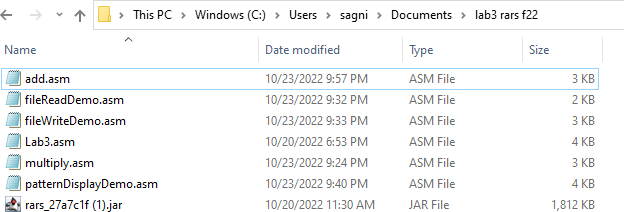 This PC > Windows (C:) > Users > sagni > Documents > lab3 rars f22
Name Date modified Type Size
add.asm 10/23/2022 9:57 PM ASM File 3 KB
fileReadDemo.asm 10/23/2022 9:32 PM ASM File 2 KB
fileWriteDemo.asm 10/23/2022 9:33 PM ASM File 3 KB
Lab3.asm 10/20/2022 6:53 PM ASM File 4 KB
multiply.asm 10/23/2022 9:24 PM ASM File 3 KB
patternDisplayDemo.asm 10/23/2022 9:40 PM ASM File 4 KB
rars_27a7c1f (1).jar 10/20/2022 11:30 AM JAR File 1,812 KB